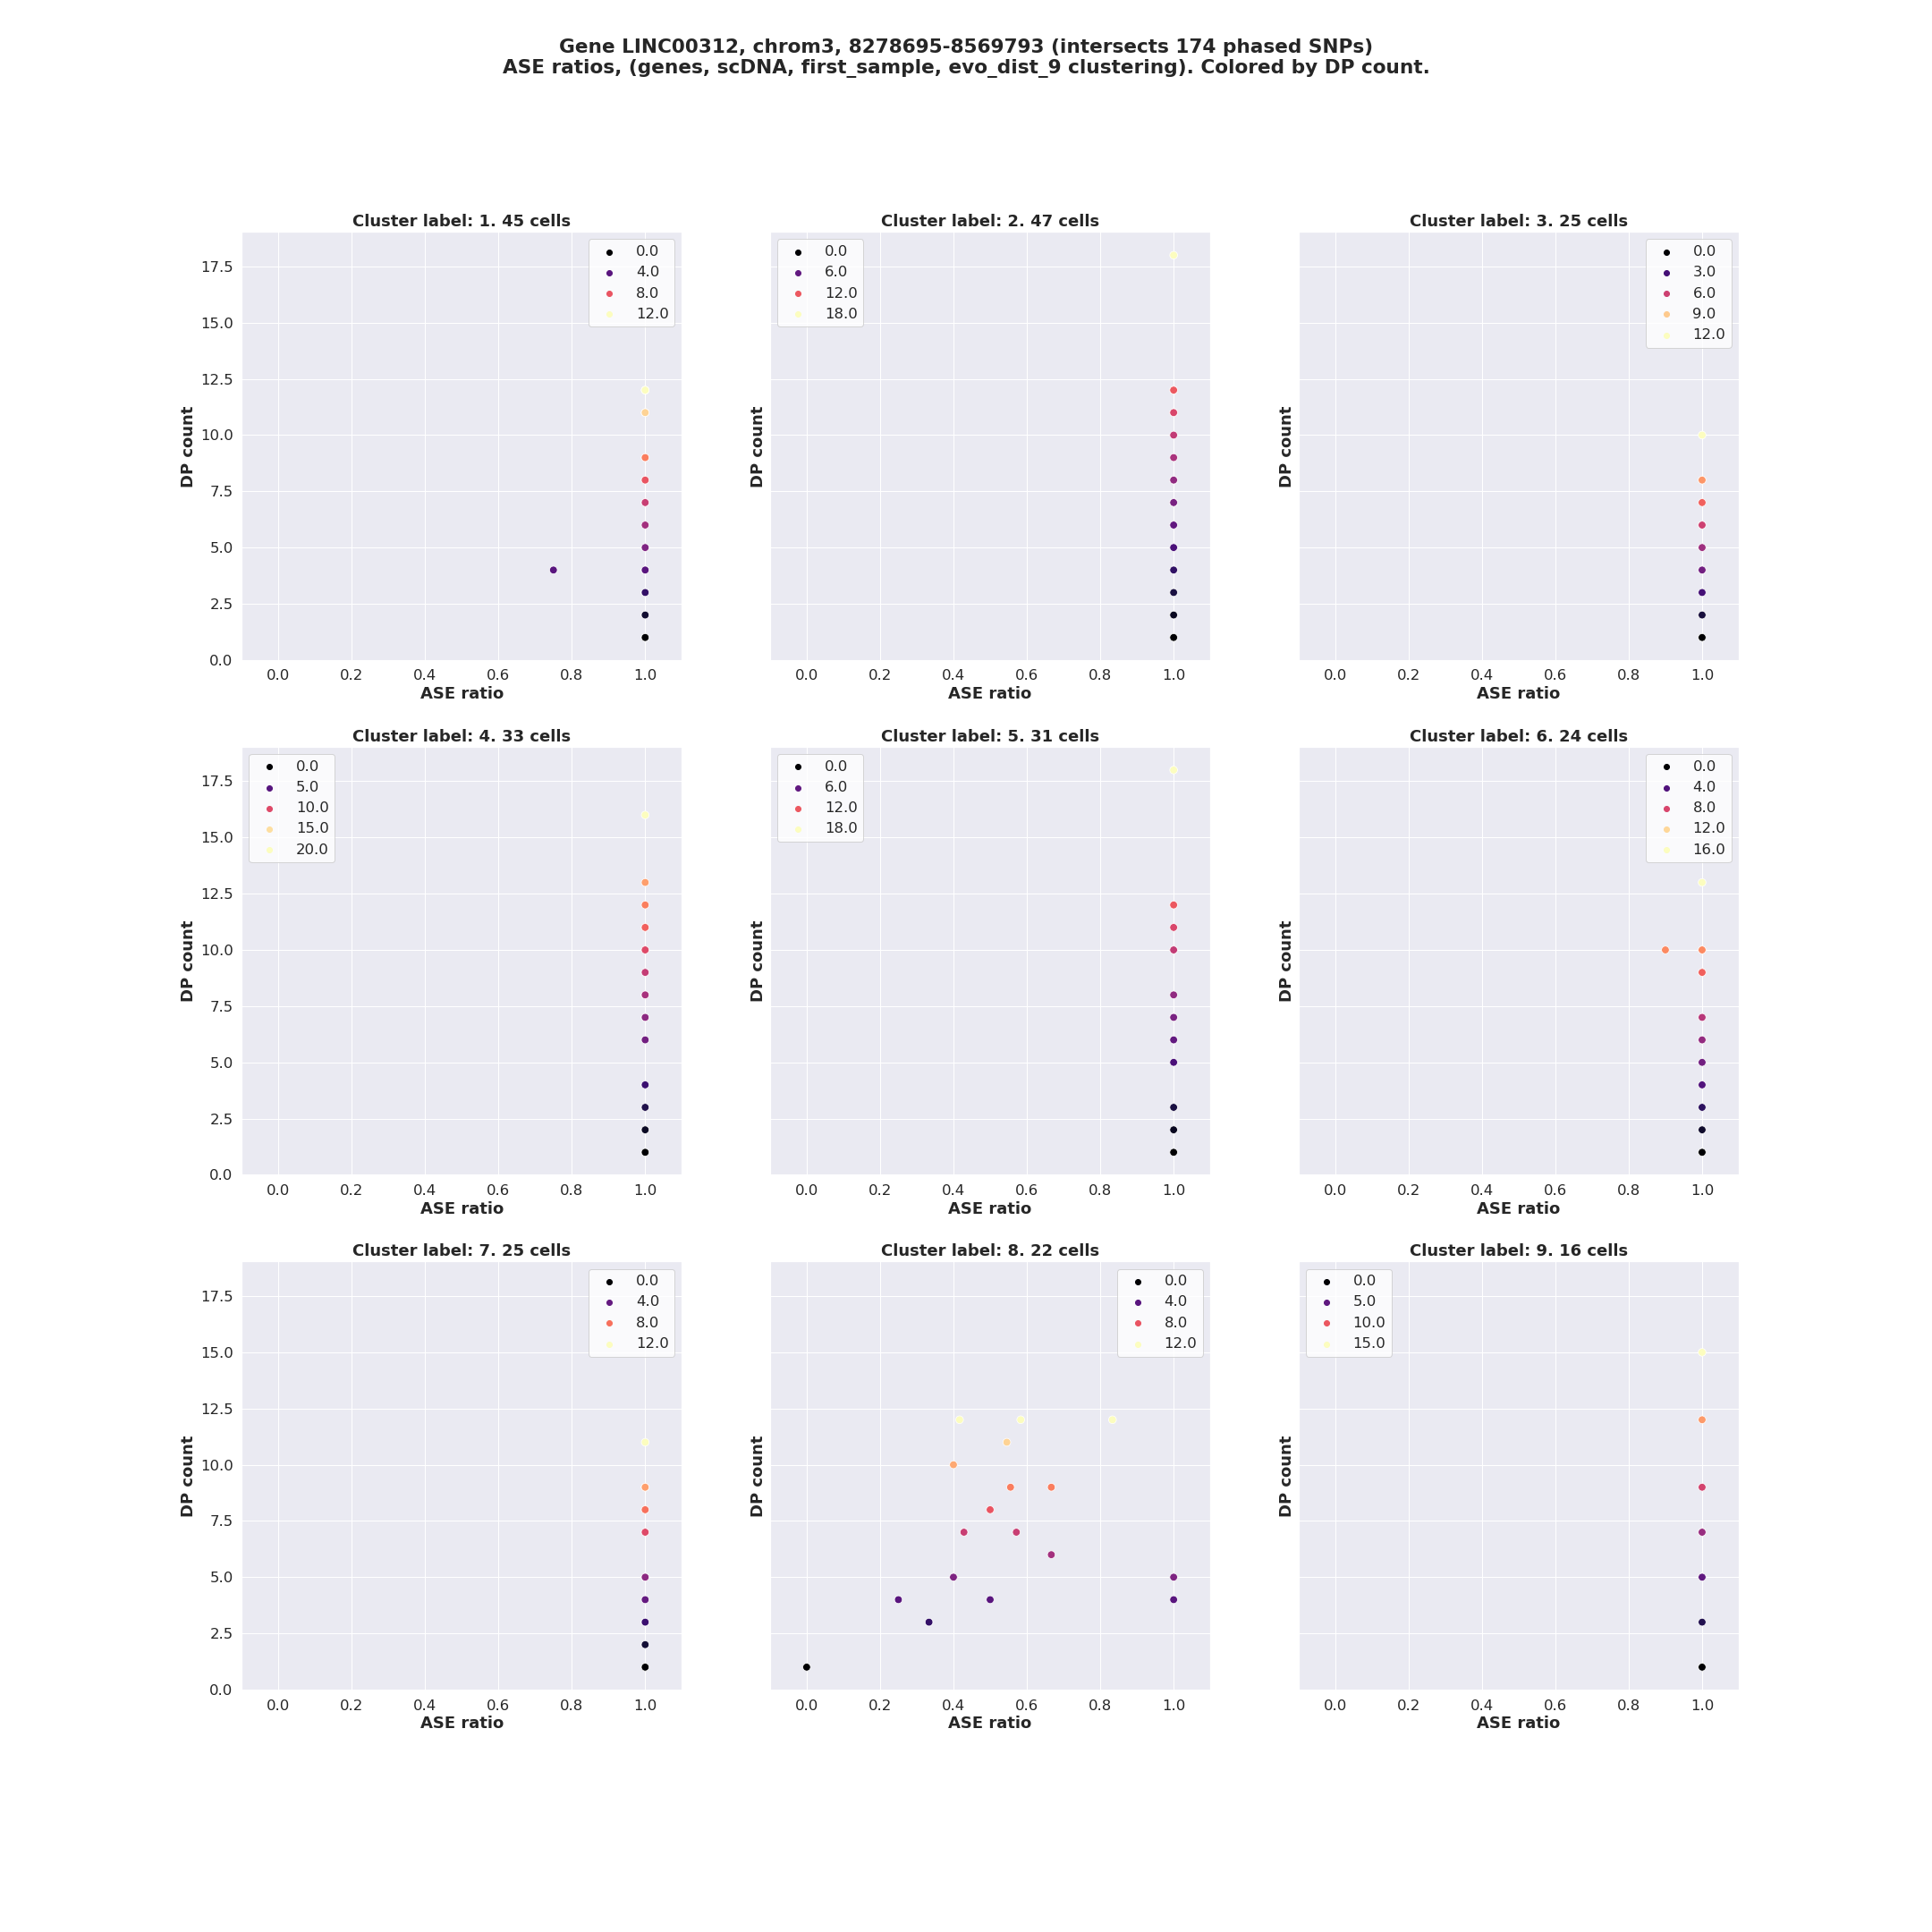 Gene LINC00312, chrom3, 8278695-8569793 (intersects 174 phased SNPs)
ASE ratios, (genes, scDNA, first_sample, evo_dist_9 clustering). Colored by DP count.
Cluster label: 1. 45 cells
0.0
4.0
8.0
12.0
17.5
15.0
12.5
10.0
7.5
5.0
2.5
0.0
DP count
0.0 0.2 0.4 0.6 0.8 1.0
ASE ratio
Cluster label: 2. 47 cells
0.0
6.0
12.0
18.0
DP count
0.0 0.2 0.4 0.6 0.8 1.0
ASE ratio
Cluster label: 3. 25 cells
0.0
3.0
6.0
9.0
12.0
DP count
0.0 0.2 0.4 0.6 0.8 1.0
ASE ratio
Cluster label: 4. 33 cells
0.0
5.0
10.0
15.0
20.0
17.5
15.0
12.5
10.0
7.5
5.0
2.5
0.0
DP count
0.0 0.2 0.4 0.6 0.8 1.0
ASE ratio
Cluster label: 5. 31 cells
0.0
6.0
12.0
18.0
DP count
0.0 0.2 0.4 0.6 0.8 1.0
ASE ratio
Cluster label: 6. 24 cells
0.0
4.0
8.0
12.0
16.0
DP count
0.0 0.2 0.4 0.6 0.8 1.0
ASE ratio
Cluster label: 7. 25 cells
0.0
4.0
8.0
12.0
17.5
15.0
12.5
10.0
7.5
5.0
2.5
0.0
DP count
0.0 0.2 0.4 0.6 0.8 1.0
ASE ratio
Cluster label: 8. 22 cells
0.0
4.0
8.0
12.0
DP count
0.0 0.2 0.4 0.6 0.8 1.0
ASE ratio
Cluster label: 9. 16 cells
0.0
5.0
10.0
15.0
DP count
0.0 0.2 0.4 0.6 0.8 1.0
ASE ratio